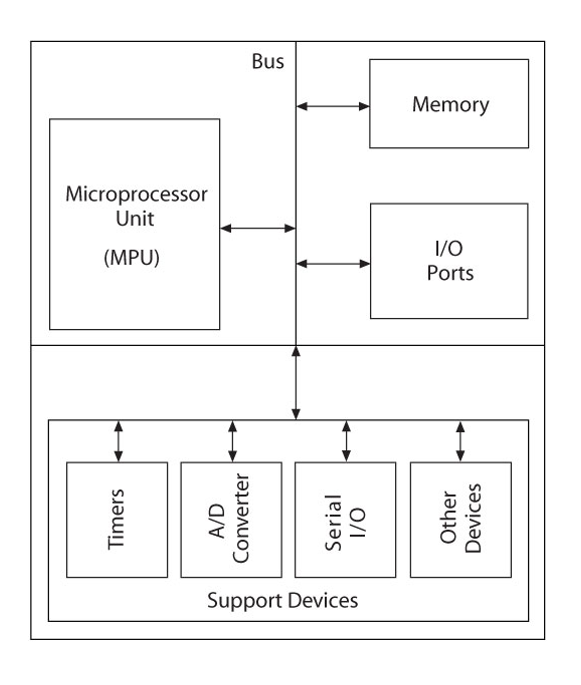 Bus
Memory
Microprocessor
Unit
(MPU)
I/O
Ports
Timers
A/D
Converter
Serial
I/O
Other
Devices
Support Devices